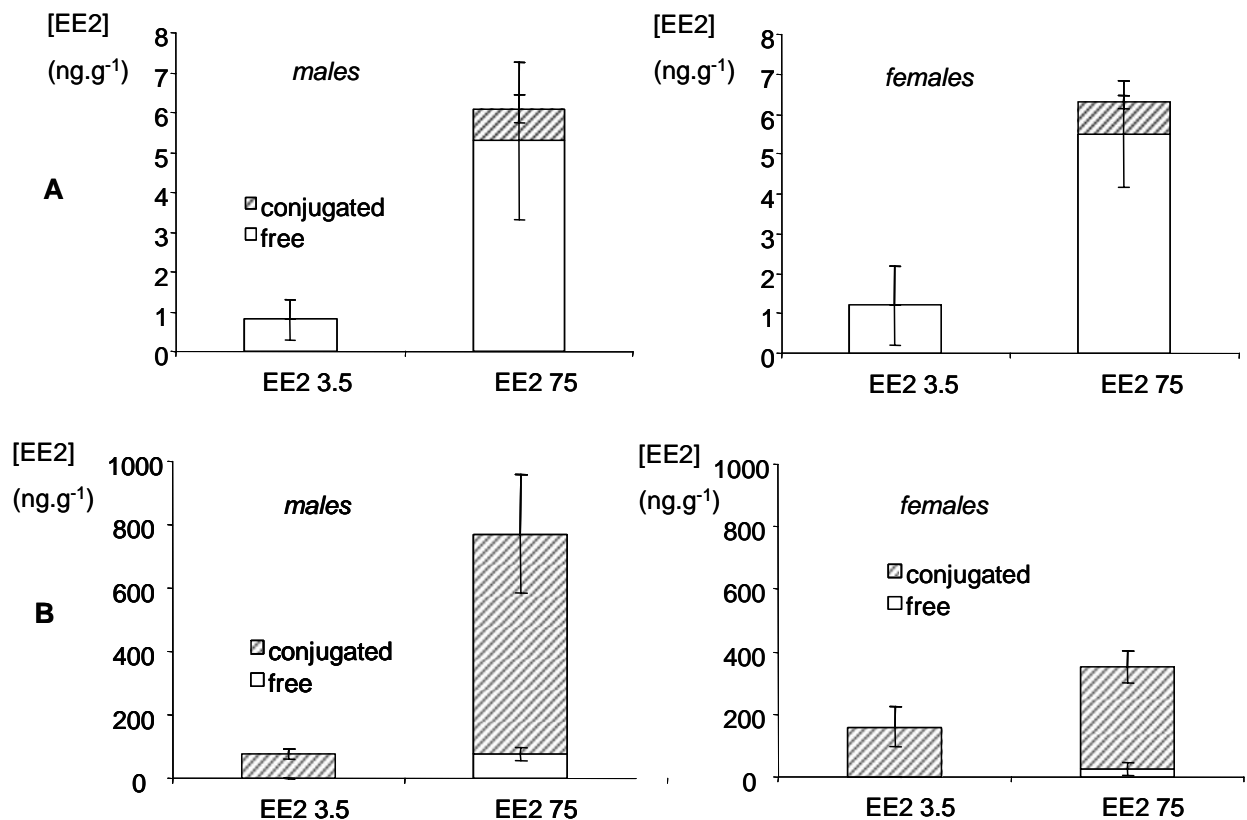 [EE2]
(ng.g-1)
males
8
7
6
5
4
3
2
1
0
A
conjugated
free
EE2 3.5
EE2 75
[EE2]
(ng.g-1)
females
8
7
6
5
4
3
2
1
0
EE2 3.5
EE2 75
[EE2]
(ng.g-1)
males
1000
800
600
400
200
0
B
conjugated
free
EE2 3.5
EE2 75
[EE2]
(ng.g-1)
females
1000
800
600
400
200
0
conjugated
free
EE2 3.5
EE2 75